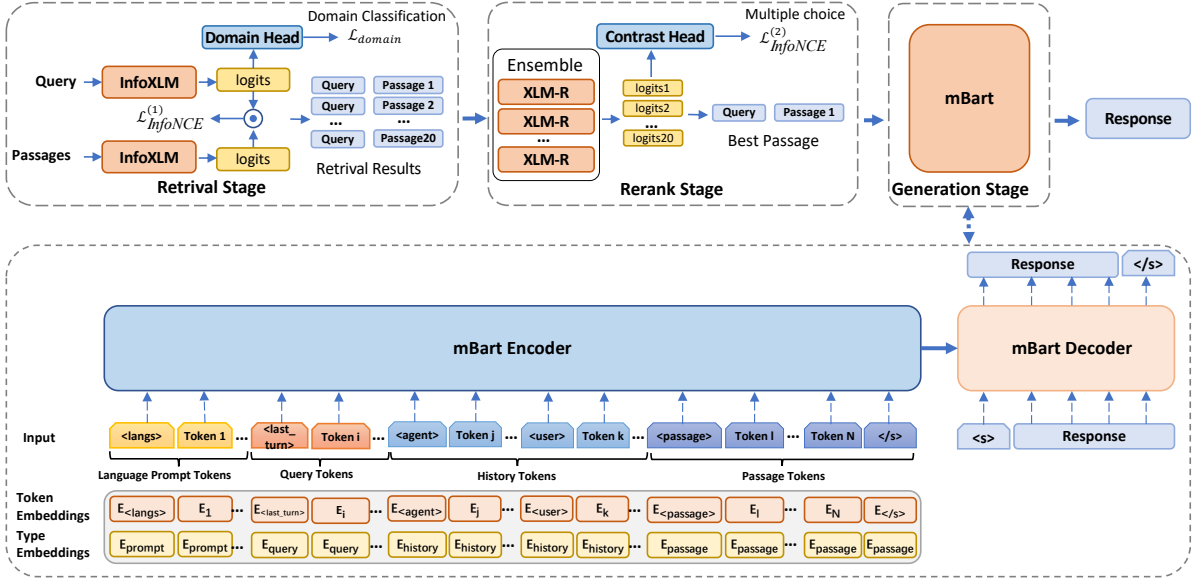 Domain Classification
Domain Head
ℒ_domain
Query
InfoXLM
logits
ℒ^(1)_InfoNCE
Passages
InfoXLM
logits
Query Passage 1
Query Passage 2
... ...
Query Passage20
Retrival Results
Retrival Stage
Multiple choice
Contrast Head
ℒ^(2)_InfoNCE
Ensemble
XLM-R
XLM-R
...
XLM-R
logits1
logits2
...
logits20
Query Passage 1
Best Passage
Rerank Stage
mBart
Generation Stage
Response
Response </s>
mBart Encoder
mBart Decoder
Input
<langs> Token 1 ... <last_turn> Token i ... <agent> Token j ... <user> Token k ... <passage> Token l ... Token N </s>
<s> Response
Language Prompt Tokens Query Tokens History Tokens Passage Tokens
Token
Embeddings
E<langs> E1 ... E<last_turn> Ei ... E<agent> Ej ... E<user> Ek ... E<passage> El ... EN E</s>
Type
Embeddings
Eprompt Eprompt ... Equery Equery ... Ehistory Ehistory ... Ehistory Ehistory ... Epassage Epassage ... Epassage Epassage